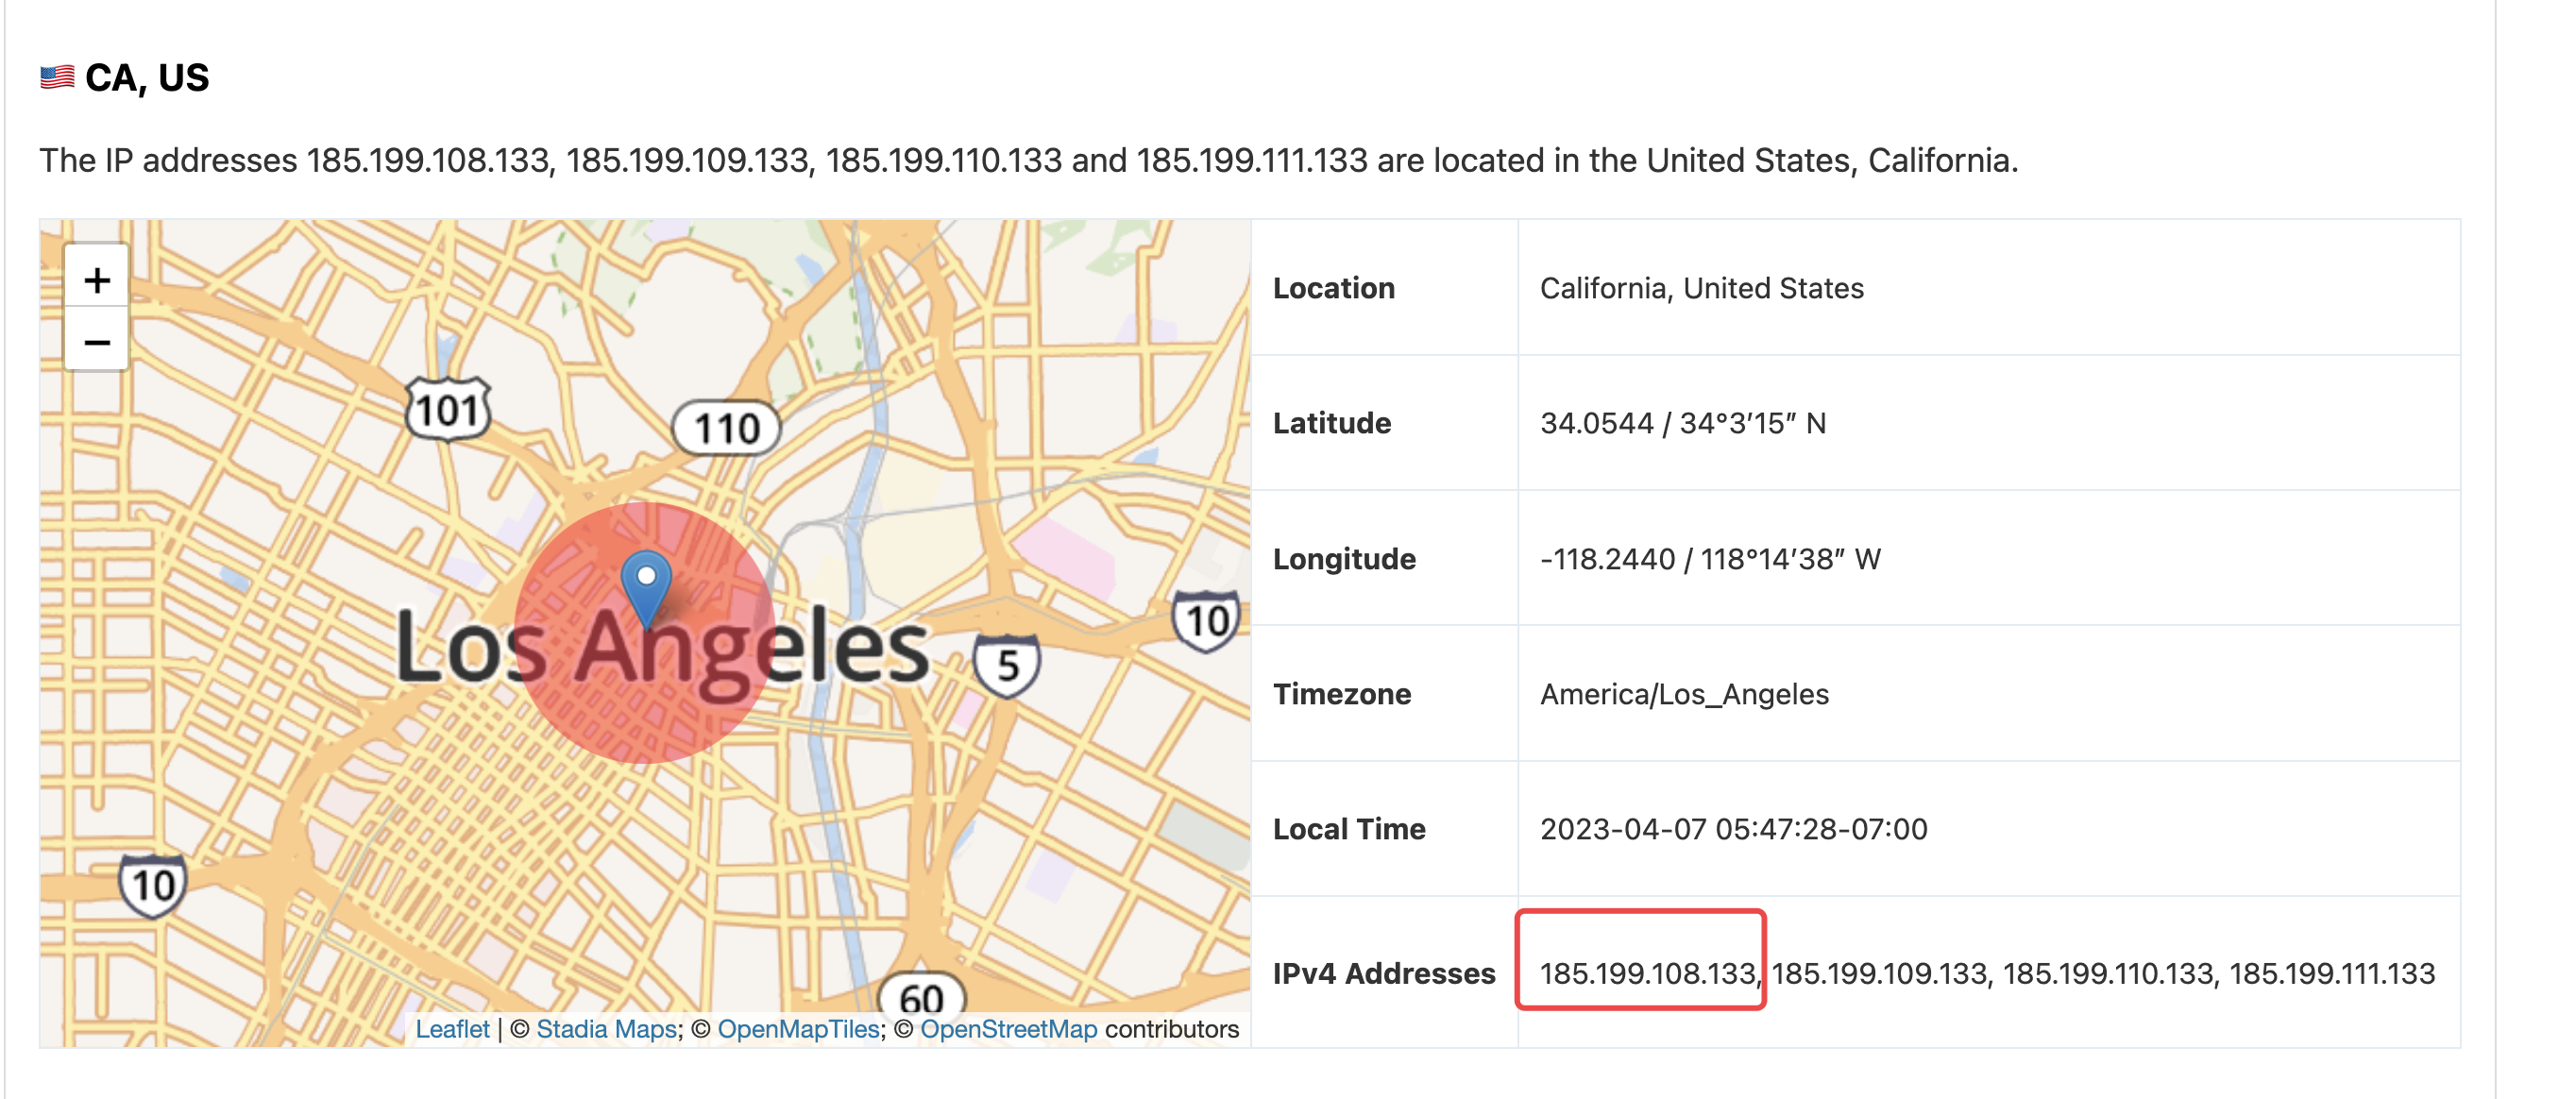 CA, US
The IP addresses 185.199.108.133, 185.199.109.133, 185.199.110.133 and 185.199.111.133 are located in the United States, California.
+
−
101
110
Los Angeles
5
10
10
60
Leaflet | © Stadia Maps; © OpenMapTiles; © OpenStreetMap contributors
Location California, United States
Latitude 34.0544 / 34°3′15″ N
Longitude -118.2440 / 118°14′38″ W
Timezone America/Los_Angeles
Local Time 2023-04-07 05:47:28-07:00
IPv4 Addresses 185.199.108.133, 185.199.109.133, 185.199.110.133, 185.199.111.133